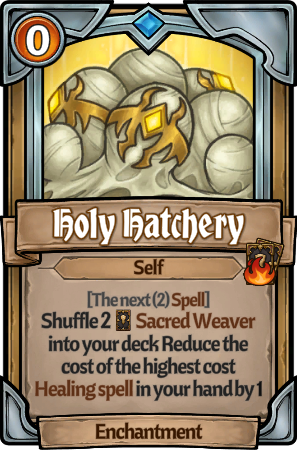 0
Holy Hatchery
Self
[The next (2) Spell]
Shuffle 2 Sacred Weaver
into your deck Reduce the
cost of the highest cost
Healing spell in your hand by 1
Enchantment